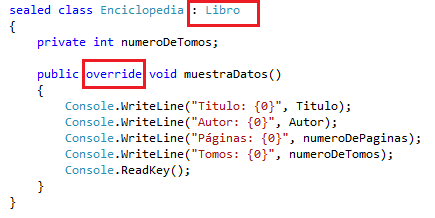 sealed class Enciclopedia : Libro
{
private int numeroDeTomos;
public override void muestraDatos()
{
Console.WriteLine("Titulo: {0}", Titulo);
Console.WriteLine("Autor: {0}", Autor);
Console.WriteLine("Páginas: {0}", numeroDePaginas);
Console.WriteLine("Tomos: {0}", numeroDeTomos);
Console.ReadKey();
}
}